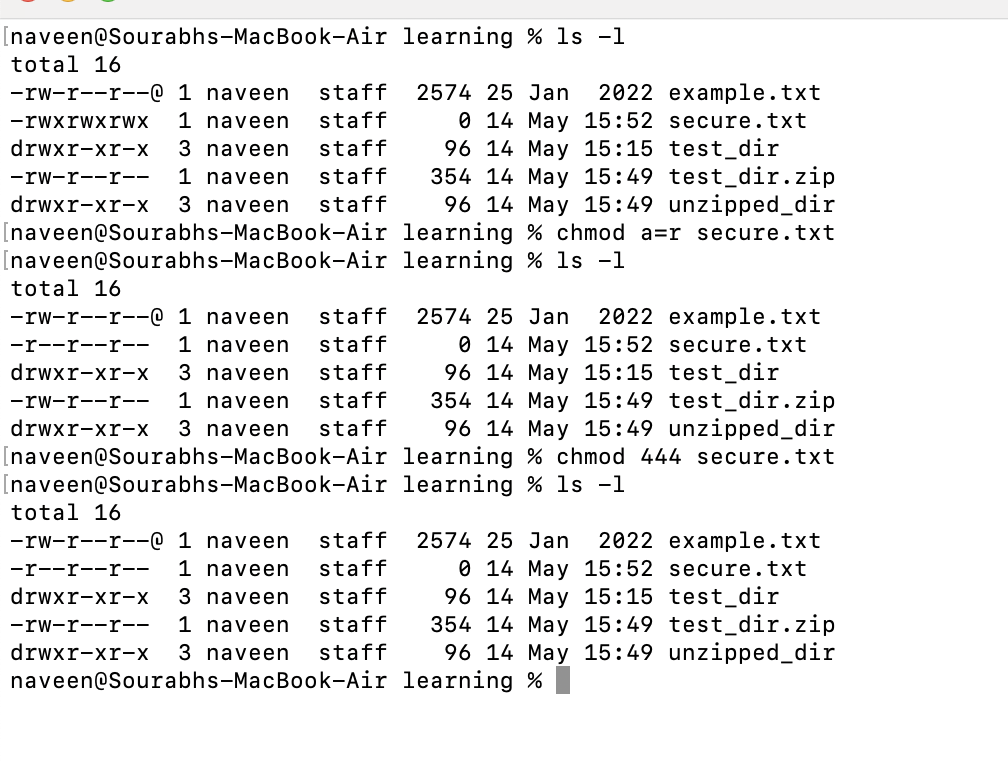 naveen@Sourabhs-MacBook-Air learning % ls -l
total 16
-rw-r--r--@ 1 naveen  staff  2574 25 Jan  2022 example.txt
-rwxrwxrwx  1 naveen  staff     0 14 May 15:52 secure.txt
drwxr-xr-x  3 naveen  staff    96 14 May 15:15 test_dir
-rw-r--r--  1 naveen  staff   354 14 May 15:49 test_dir.zip
drwxr-xr-x  3 naveen  staff    96 14 May 15:49 unzipped_dir
naveen@Sourabhs-MacBook-Air learning % chmod a=r secure.txt
naveen@Sourabhs-MacBook-Air learning % ls -l
total 16
-rw-r--r--@ 1 naveen  staff  2574 25 Jan  2022 example.txt
-r--r--r--  1 naveen  staff     0 14 May 15:52 secure.txt
drwxr-xr-x  3 naveen  staff    96 14 May 15:15 test_dir
-rw-r--r--  1 naveen  staff   354 14 May 15:49 test_dir.zip
drwxr-xr-x  3 naveen  staff    96 14 May 15:49 unzipped_dir
naveen@Sourabhs-MacBook-Air learning % chmod 444 secure.txt
naveen@Sourabhs-MacBook-Air learning % ls -l
total 16
-rw-r--r--@ 1 naveen  staff  2574 25 Jan  2022 example.txt
-r--r--r--  1 naveen  staff     0 14 May 15:52 secure.txt
drwxr-xr-x  3 naveen  staff    96 14 May 15:15 test_dir
-rw-r--r--  1 naveen  staff   354 14 May 15:49 test_dir.zip
drwxr-xr-x  3 naveen  staff    96 14 May 15:49 unzipped_dir
naveen@Sourabhs-MacBook-Air learning %